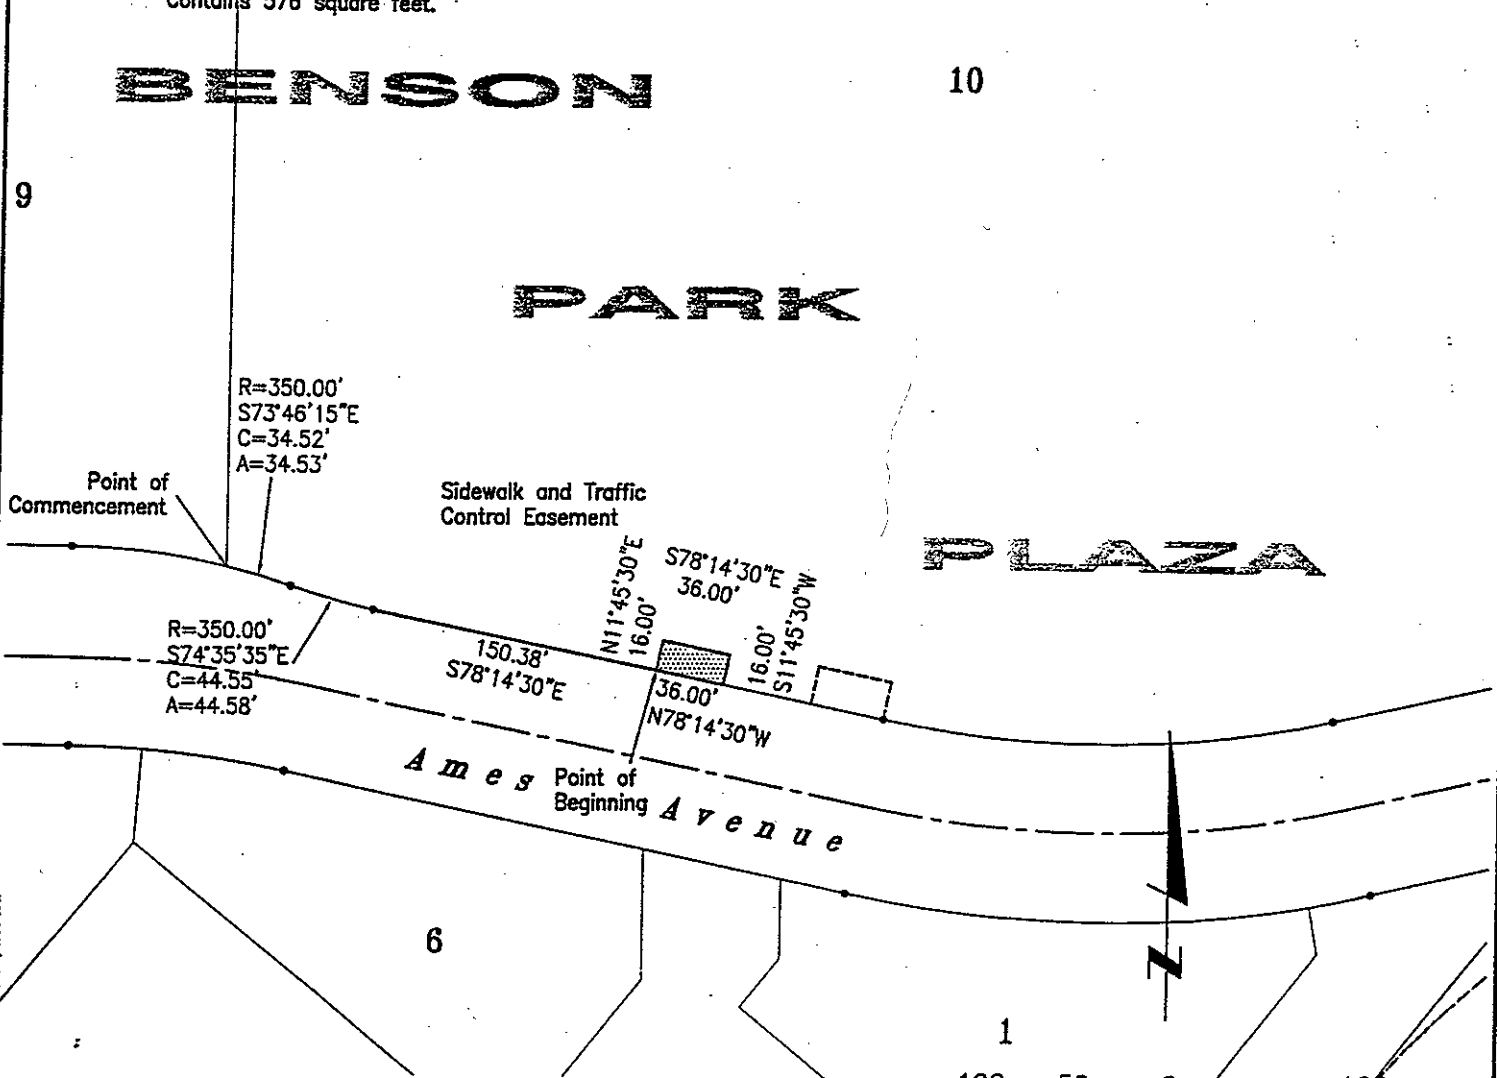 Contains 576 square feet.
BENSON
10
9
PARK
R=350.00'
S73°46'15"E
C=34.52'
A=34.53'
Point of
Commencement
Sidewalk and Traffic
Control Easement
N11°45'30"E
16.00'
S78°14'30"E
36.00'
16.00'
S11°45'30"W
PLAZA
R=350.00'
S74°35'35"E
C=44.55'
A=44.58'
150.38'
S78°14'30"E
36.00'
N78°14'30"W
Ames Avenue
Point of
Beginning
6
N
1